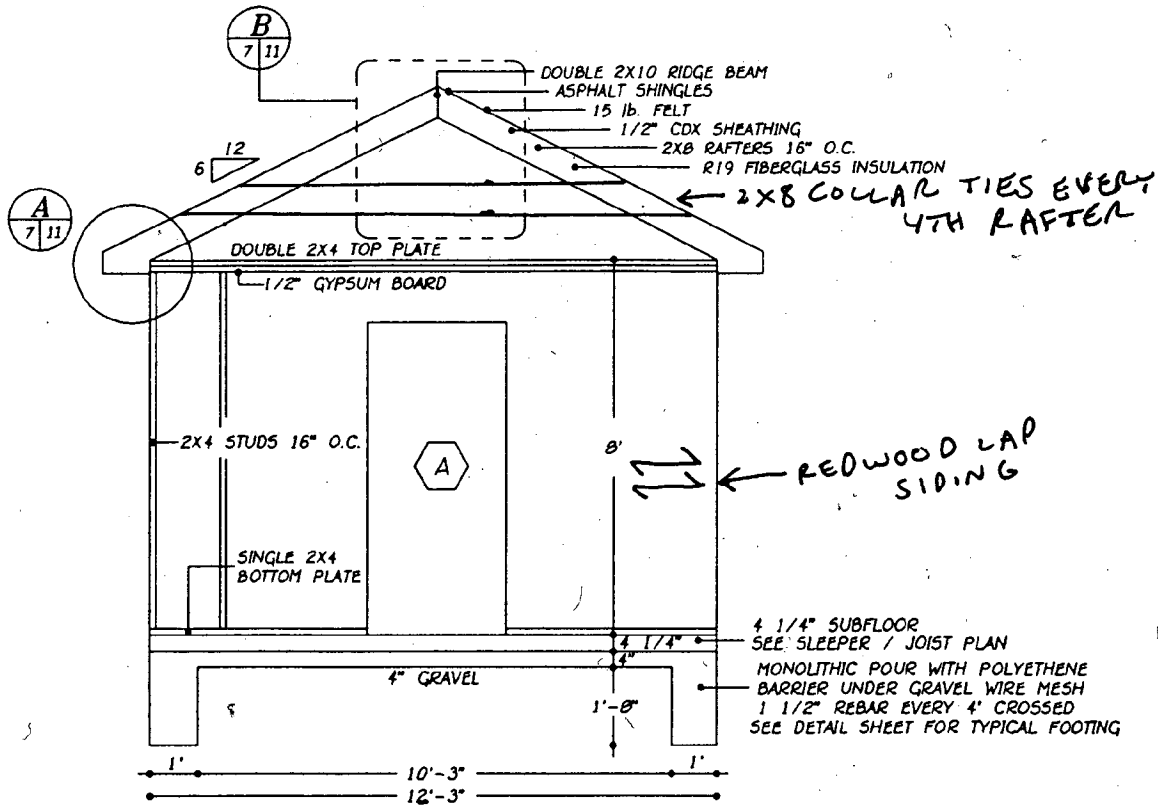 B
7 11
DOUBLE 2X10 RIDGE BEAM
ASPHALT SHINGLES
15 lb. FELT
1/2" CDX SHEATHING
2X8 RAFTERS 16" O.C.
R19 FIBERGLASS INSULATION
12
6
2X8 COLLAR TIES EVERY
4TH RAFTER
A
7 11
DOUBLE 2X4 TOP PLATE
1/2" GYPSUM BOARD
2X4 STUDS 16" O.C.
A
8'
REDWOOD LAP
SIDING
SINGLE 2X4
BOTTOM PLATE
4 1/4"
4 1/4" SUBFLOOR
SEE SLEEPER / JOIST PLAN
4"
4" GRAVEL
MONOLITHIC POUR WITH POLYETHENE
BARRIER UNDER GRAVEL WIRE MESH
1 1/2" REBAR EVERY 4' CROSSED
SEE DETAIL SHEET FOR TYPICAL FOOTING
1'-8"
1'
10'-3"
1'
12'-3"